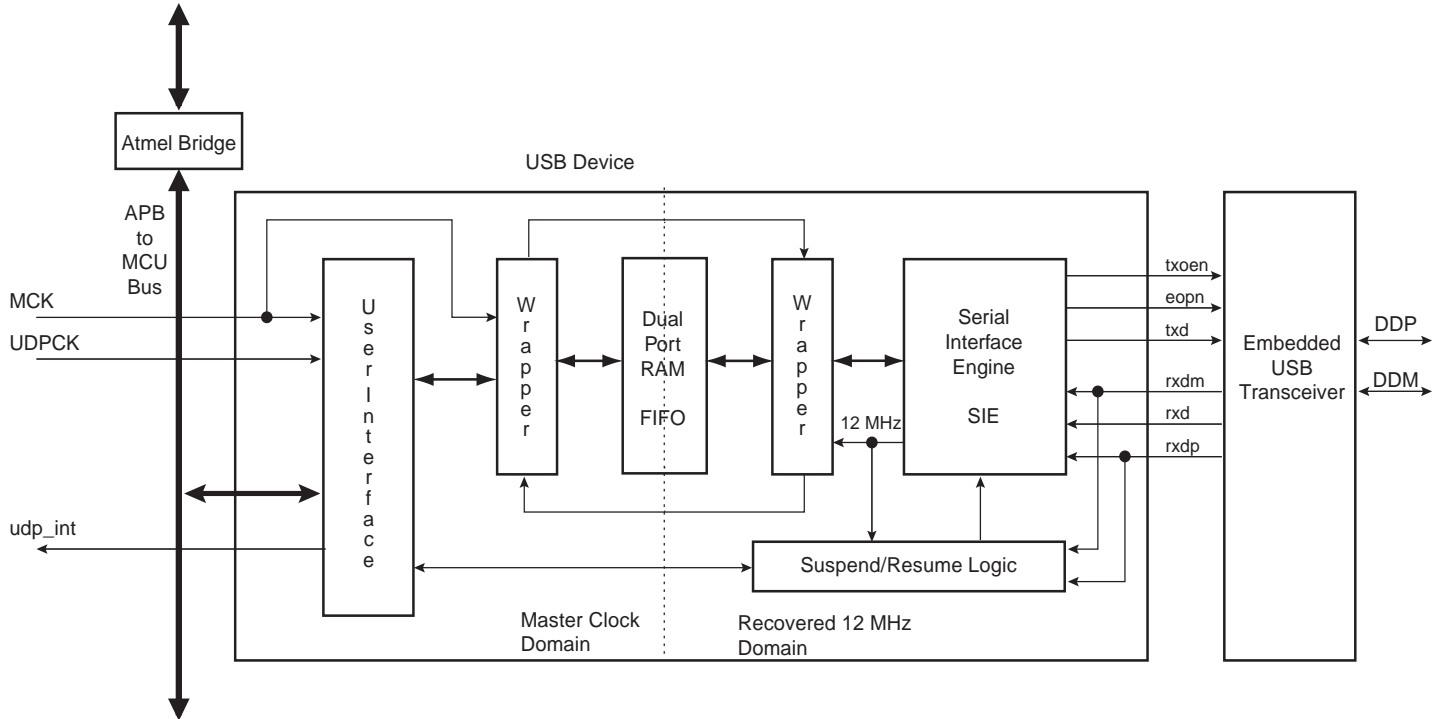 Atmel Bridge
USB Device
APB
to
MCU
Bus
MCK
UDPCK
udp_int
User Interface
Wrapper
Dual
Port
RAM
FIFO
Wrapper
12 MHz
Serial
Interface
Engine
SIE
Suspend/Resume Logic
Master Clock
Domain
Recovered 12 MHz
Domain
txoen
eopn
txd
rxdm
rxd
rxdp
Embedded
USB
Transceiver
DDP
DDM